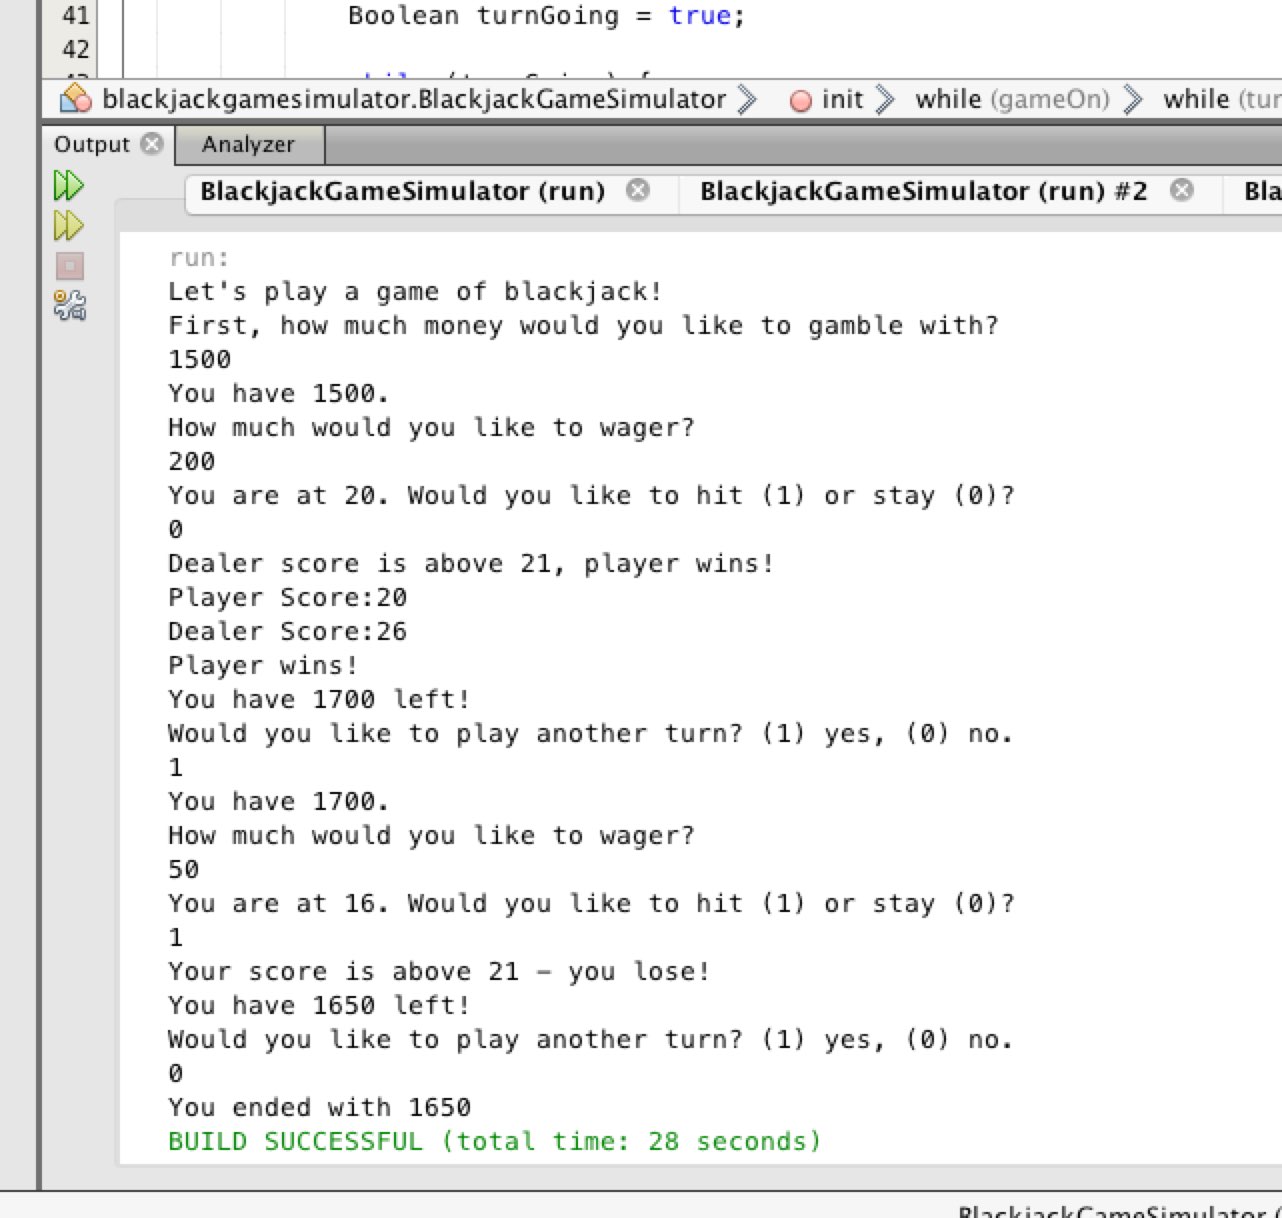 41 Boolean turnGoing = true;
42
blackjackgamesimulator.BlackjackGameSimulator init while (gameOn) while (tur
Output Analyzer
BlackjackGameSimulator (run) BlackjackGameSimulator (run) #2 Bla
run:
Let's play a game of blackjack!
First, how much money would you like to gamble with?
1500
You have 1500.
How much would you like to wager?
200
You are at 20. Would you like to hit (1) or stay (0)?
0
Dealer score is above 21, player wins!
Player Score:20
Dealer Score:26
Player wins!
You have 1700 left!
Would you like to play another turn? (1) yes, (0) no.
1
You have 1700.
How much would you like to wager?
50
You are at 16. Would you like to hit (1) or stay (0)?
1
Your score is above 21 – you lose!
You have 1650 left!
Would you like to play another turn? (1) yes, (0) no.
0
You ended with 1650
BUILD SUCCESSFUL (total time: 28 seconds)
BlackjackGameSimulator (